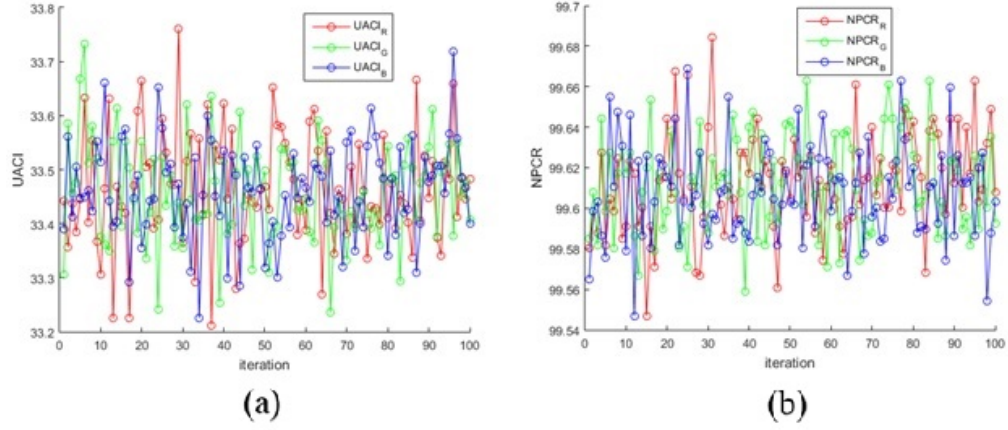 33.8
33.7
33.6
33.5
33.4
33.3
33.2
UACI
UACI_R
UACI_G
UACI_B
0 10 20 30 40 50 60 70 80 90 100
iteration
(a)
99.7
99.68
99.66
99.64
99.62
99.6
99.58
99.56
99.54
NPCR
NPCR_R
NPCR_G
NPCR_B
0 10 20 30 40 50 60 70 80 90 100
iteration
(b)